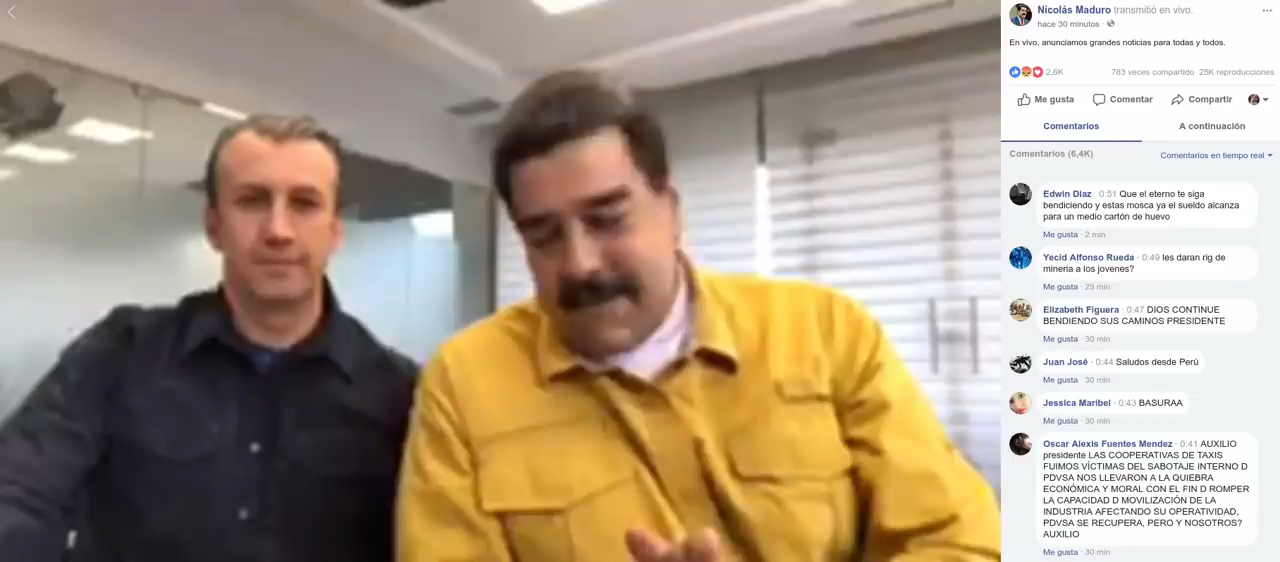 Nicolás Maduro transmitió en vivo.
hace 30 minutos ·
En vivo, anunciamos grandes noticias para todas y todos.
2,6K 783 veces compartido 25K reproducciones
Me gusta Comentar Compartir
Comentarios A continuación
Comentarios (6,4K) Comentarios en tiempo real
Edwin Diaz · 0:51 Que el eterno te siga
bendiciendo y estas mosca ya el sueldo alcanza
para un medio cartón de huevo
Me gusta · 2 min
Yecid Alfonso Rueda · 0:49 les daran rig de
mineria a los jovenes?
Me gusta · 29 min
Elizabeth Figuera · 0:47 DIOS CONTINUE
BENDIENDO SUS CAMINOS PRESIDENTE
Me gusta · 30 min
Juan José · 0:44 Saludos desde Perú
Me gusta · 30 min
Jessica Maribel · 0:43 BASURAA
Me gusta · 30 min
Oscar Alexis Fuentes Mendez · 0:41 AUXILIO
presidente LAS COOPERATIVAS DE TAXIS
FUIMOS VÍCTIMAS DEL SABOTAJE INTERNO D
PDVSA NOS LLEVARON A LA QUIEBRA
ECONÓMICA Y MORAL CON EL FIN D ROMPER
LA CAPACIDAD D MOVILIZACIÓN DE LA
INDUSTRIA AFECTANDO SU OPERATIVIDAD,
PDVSA SE RECUPERA, PERO Y NOSOTROS?
AUXILIO
Me gusta · 30 min